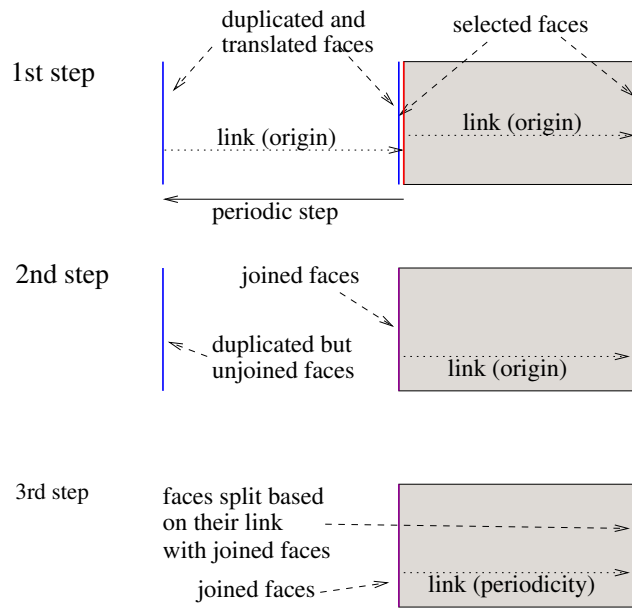 duplicated and
translated faces
selected faces
1st step
link (origin)
link (origin)
periodic step
2nd step
joined faces
duplicated but
unjoined faces
link (origin)
3rd step
faces split based
on their link
with joined faces
joined faces
link (periodicity)